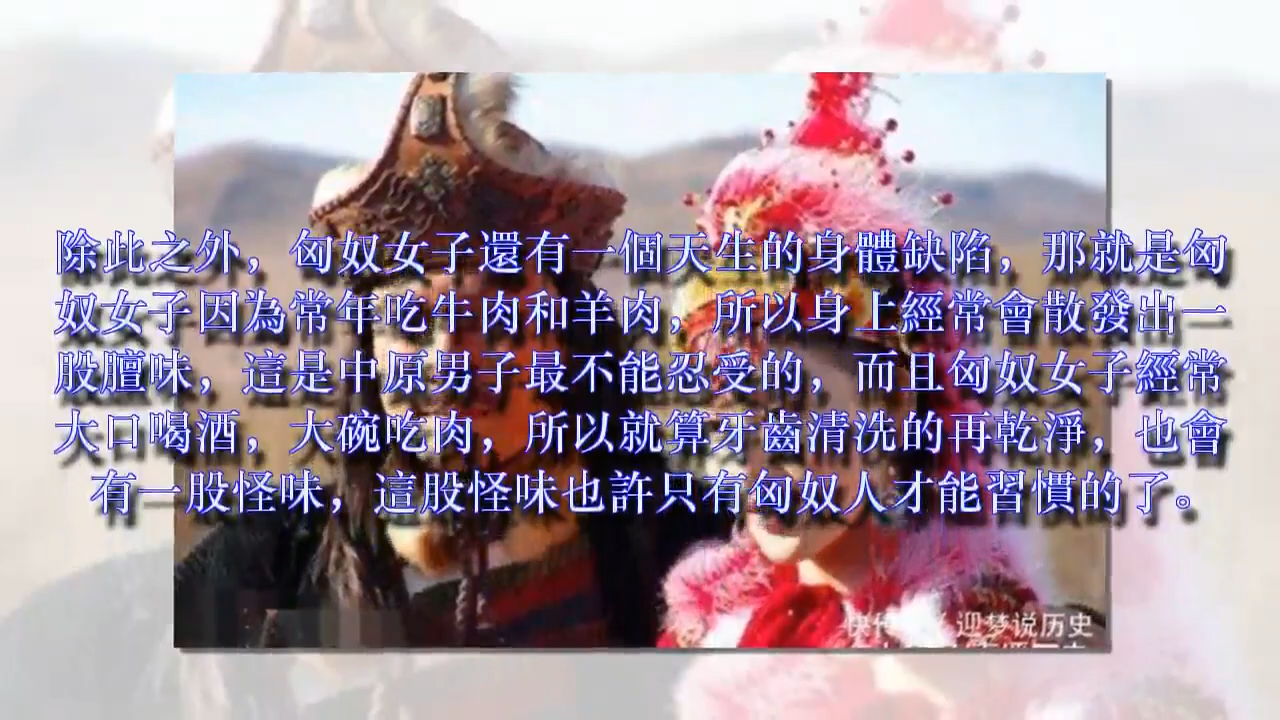 除此之外，匈奴女子還有一個天生的身體缺陷，那就是匈
奴女子因為常年吃牛肉和羊肉，所以身上經常會散發出一
股膻味，這是中原男子最不能忍受的，而且匈奴女子經常
大口喝酒，大碗吃肉，所以就算牙齒清洗的再乾淨，也會
有一股怪味，這股怪味也許只有匈奴人才能習慣的了。
迎梦说历史